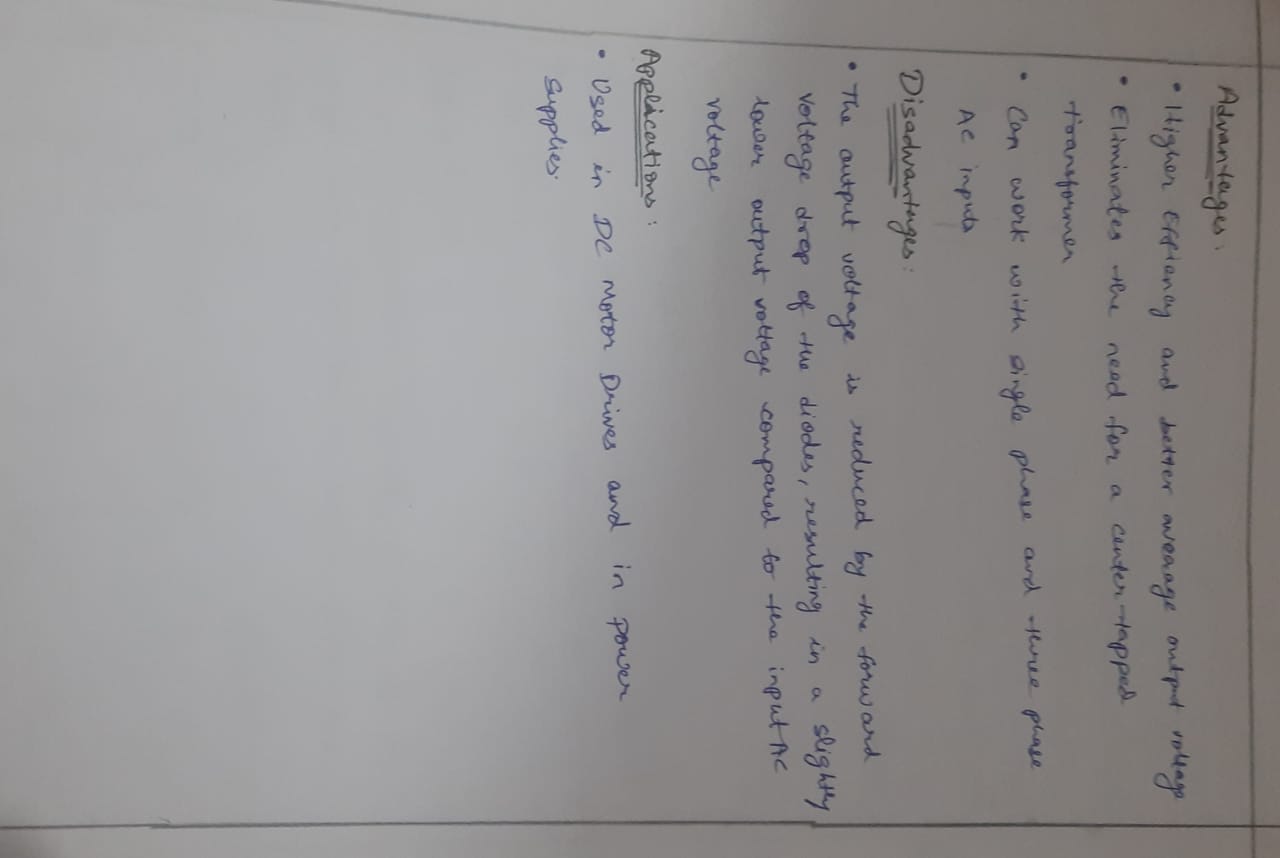 Advantages:
• Higher Effiency and better average output voltage
• Eliminates the need for a center-tapped
transformer
• Can work with single phase and three phase
AC inputs
Disadvantages:
• The output voltage is reduced by the forward
voltage drop of the diodes, resulting in a slightly
lower output voltage compared to the input AC
voltage
Applications:
• Used in DC Motor Drives and in power
supplies.